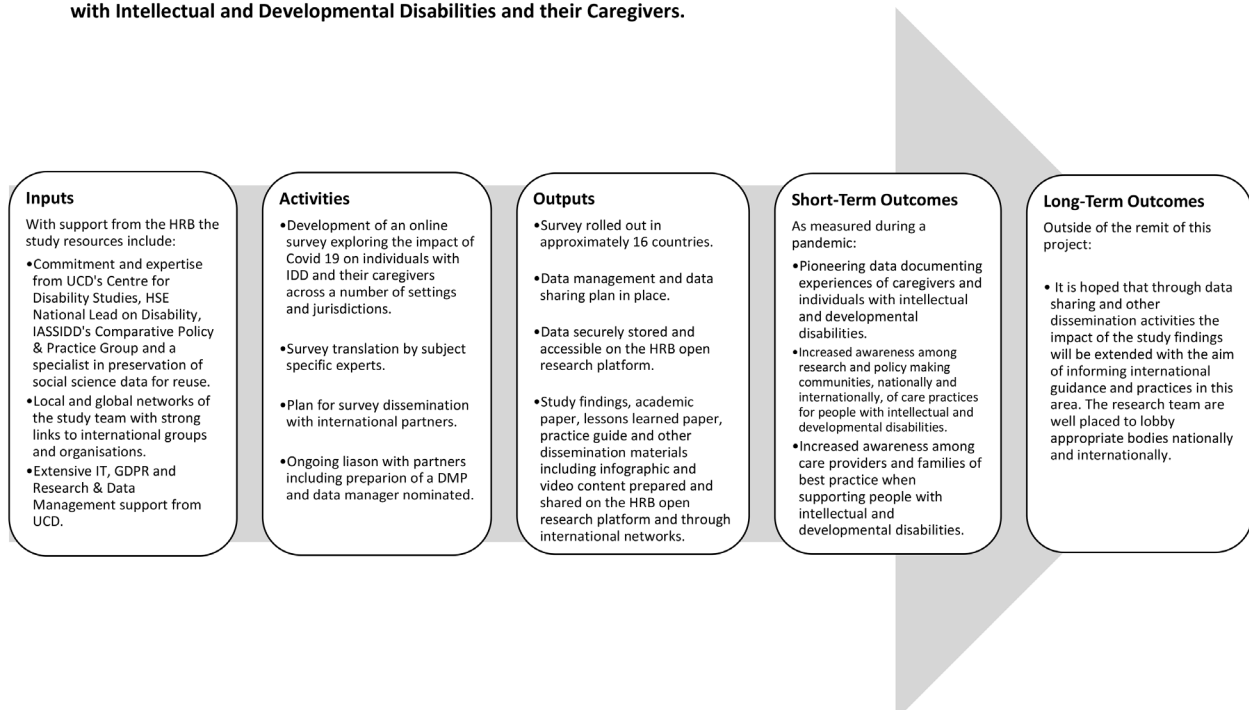 with Intellectual and Developmental Disabilities and their Caregivers.
Inputs
With support from the HRB the
study resources include:
•Commitment and expertise
from UCD's Centre for
Disability Studies, HSE
National Lead on Disability,
IASSIDD's Comparative Policy
& Practice Group and a
specialist in preservation of
social science data for reuse.
•Local and global networks of
the study team with strong
links to international groups
and organisations.
•Extensive IT, GDPR and
Research & Data
Management support from
UCD.
Activities
•Development of an online
survey exploring the impact of
Covid 19 on individuals with
IDD and their caregivers
across a number of settings
and jurisdictions.
•Survey translation by subject
specific experts.
•Plan for survey dissemination
with international partners.
•Ongoing liason with partners
including preparion of a DMP
and data manager nominated.
Outputs
•Survey rolled out in
approximately 16 countries.
•Data management and data
sharing plan in place.
•Data securely stored and
accessible on the HRB open
research platform.
•Study findings, academic
paper, lessons learned paper,
practice guide and other
dissemination materials
including infographic and
video content prepared and
shared on the HRB open
research platform and through
international networks.
Short-Term Outcomes
As measured during a
pandemic:
•Pioneering data documenting
experiences of caregivers and
individuals with intellectual
and developmental
disabilities.
•Increased awareness among
research and policy making
communities, nationally and
internationally, of care practices
for people with intellectual and
developmental disabilities.
•Increased awareness among
care providers and families of
best practice when
supporting people with
intellectual and
developmental disabilities.
Long-Term Outcomes
Outside of the remit of this
project:
• It is hoped that through data
sharing and other
dissemination activities the
impact of the study findings
will be extended with the aim
of informing international
guidance and practices in this
area. The research team are
well placed to lobby
appropriate bodies nationally
and internationally.